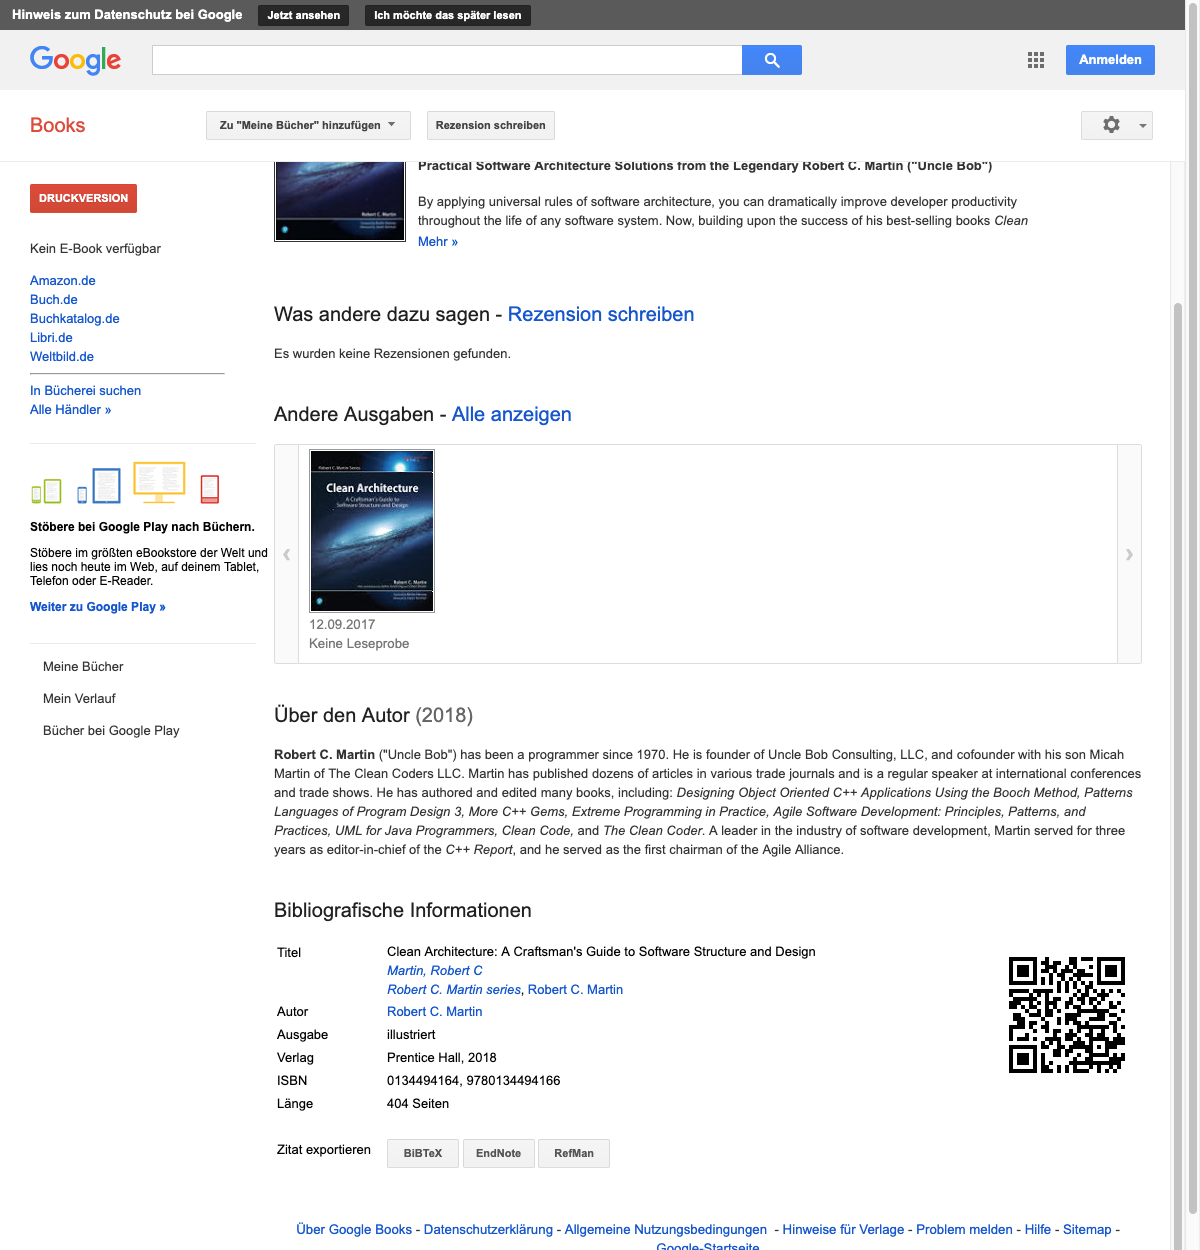 Hinweis zum Datenschutz bei Google
Jetzt ansehen
Ich möchte das später lesen
Google
Anmelden
Books
Zu "Meine Bücher" hinzufügen
Rezension schreiben
DRUCKVERSION
Kein E-Book verfügbar
Amazon.de
Buch.de
Buchkatalog.de
Libri.de
Weltbild.de
In Bücherei suchen
Alle Händler »
Stöbere bei Google Play nach Büchern.
Stöbere im größten eBookstore der Welt und
lies noch heute im Web, auf deinem Tablet,
Telefon oder E-Reader.
Weiter zu Google Play »
Meine Bücher
Mein Verlauf
Bücher bei Google Play
Robert C. Martin
Practical Software Architecture Solutions from the Legendary Robert C. Martin ("Uncle Bob")
By applying universal rules of software architecture, you can dramatically improve developer productivity
throughout the life of any software system. Now, building upon the success of his best-selling books Clean
Mehr »
Was andere dazu sagen - Rezension schreiben
Es wurden keine Rezensionen gefunden.
Andere Ausgaben - Alle anzeigen
Robert C. Martin Series
Clean Architecture
A Craftsman's Guide to
Software Structure and Design
Robert C. Martin
12.09.2017
Keine Leseprobe
Über den Autor (2018)
Robert C. Martin ("Uncle Bob") has been a programmer since 1970. He is founder of Uncle Bob Consulting, LLC, and cofounder with his son Micah
Martin of The Clean Coders LLC. Martin has published dozens of articles in various trade journals and is a regular speaker at international conferences
and trade shows. He has authored and edited many books, including: Designing Object Oriented C++ Applications Using the Booch Method, Patterns
Languages of Program Design 3, More C++ Gems, Extreme Programming in Practice, Agile Software Development: Principles, Patterns, and
Practices, UML for Java Programmers, Clean Code, and The Clean Coder. A leader in the industry of software development, Martin served for three
years as editor-in-chief of the C++ Report, and he served as the first chairman of the Agile Alliance.
Bibliografische Informationen
Titel Clean Architecture: A Craftsman's Guide to Software Structure and Design
Martin, Robert C
Robert C. Martin series, Robert C. Martin
Autor Robert C. Martin
Ausgabe illustriert
Verlag Prentice Hall, 2018
ISBN 0134494164, 9780134494166
Länge 404 Seiten
Zitat exportieren BiBTeX EndNote RefMan
Über Google Books - Datenschutzerklärung - Allgemeine Nutzungsbedingungen - Hinweise für Verlage - Problem melden - Hilfe - Sitemap -
Google-Startseite